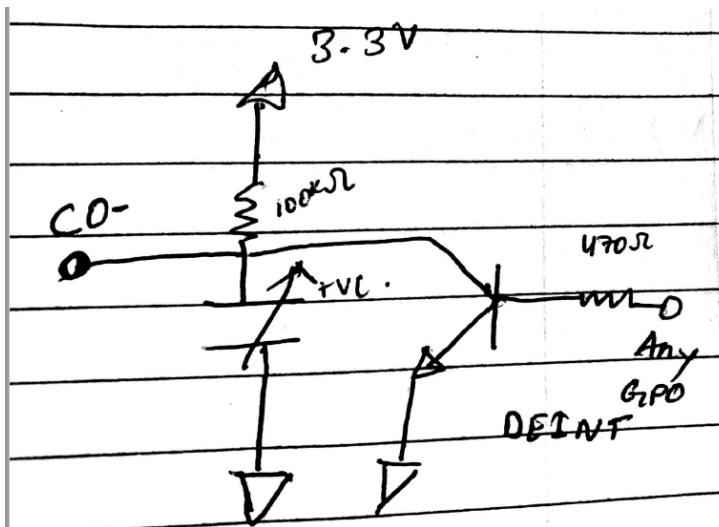 3.3V
100KΩ
CO-
470Ω
+VC.
Any
GPO
DEINT